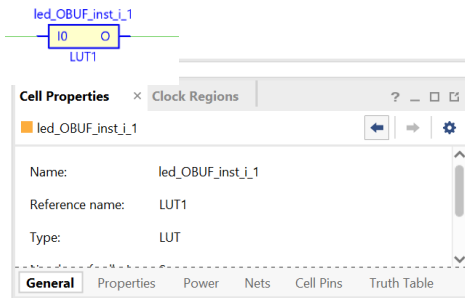 led_OBUF_inst_i_1
I0 O
LUT1
Cell Properties × Clock Regions ? _
led_OBUF_inst_i_1
Name: led_OBUF_inst_i_1
Reference name: LUT1
Type: LUT
General Properties Power Nets Cell Pins Truth Table